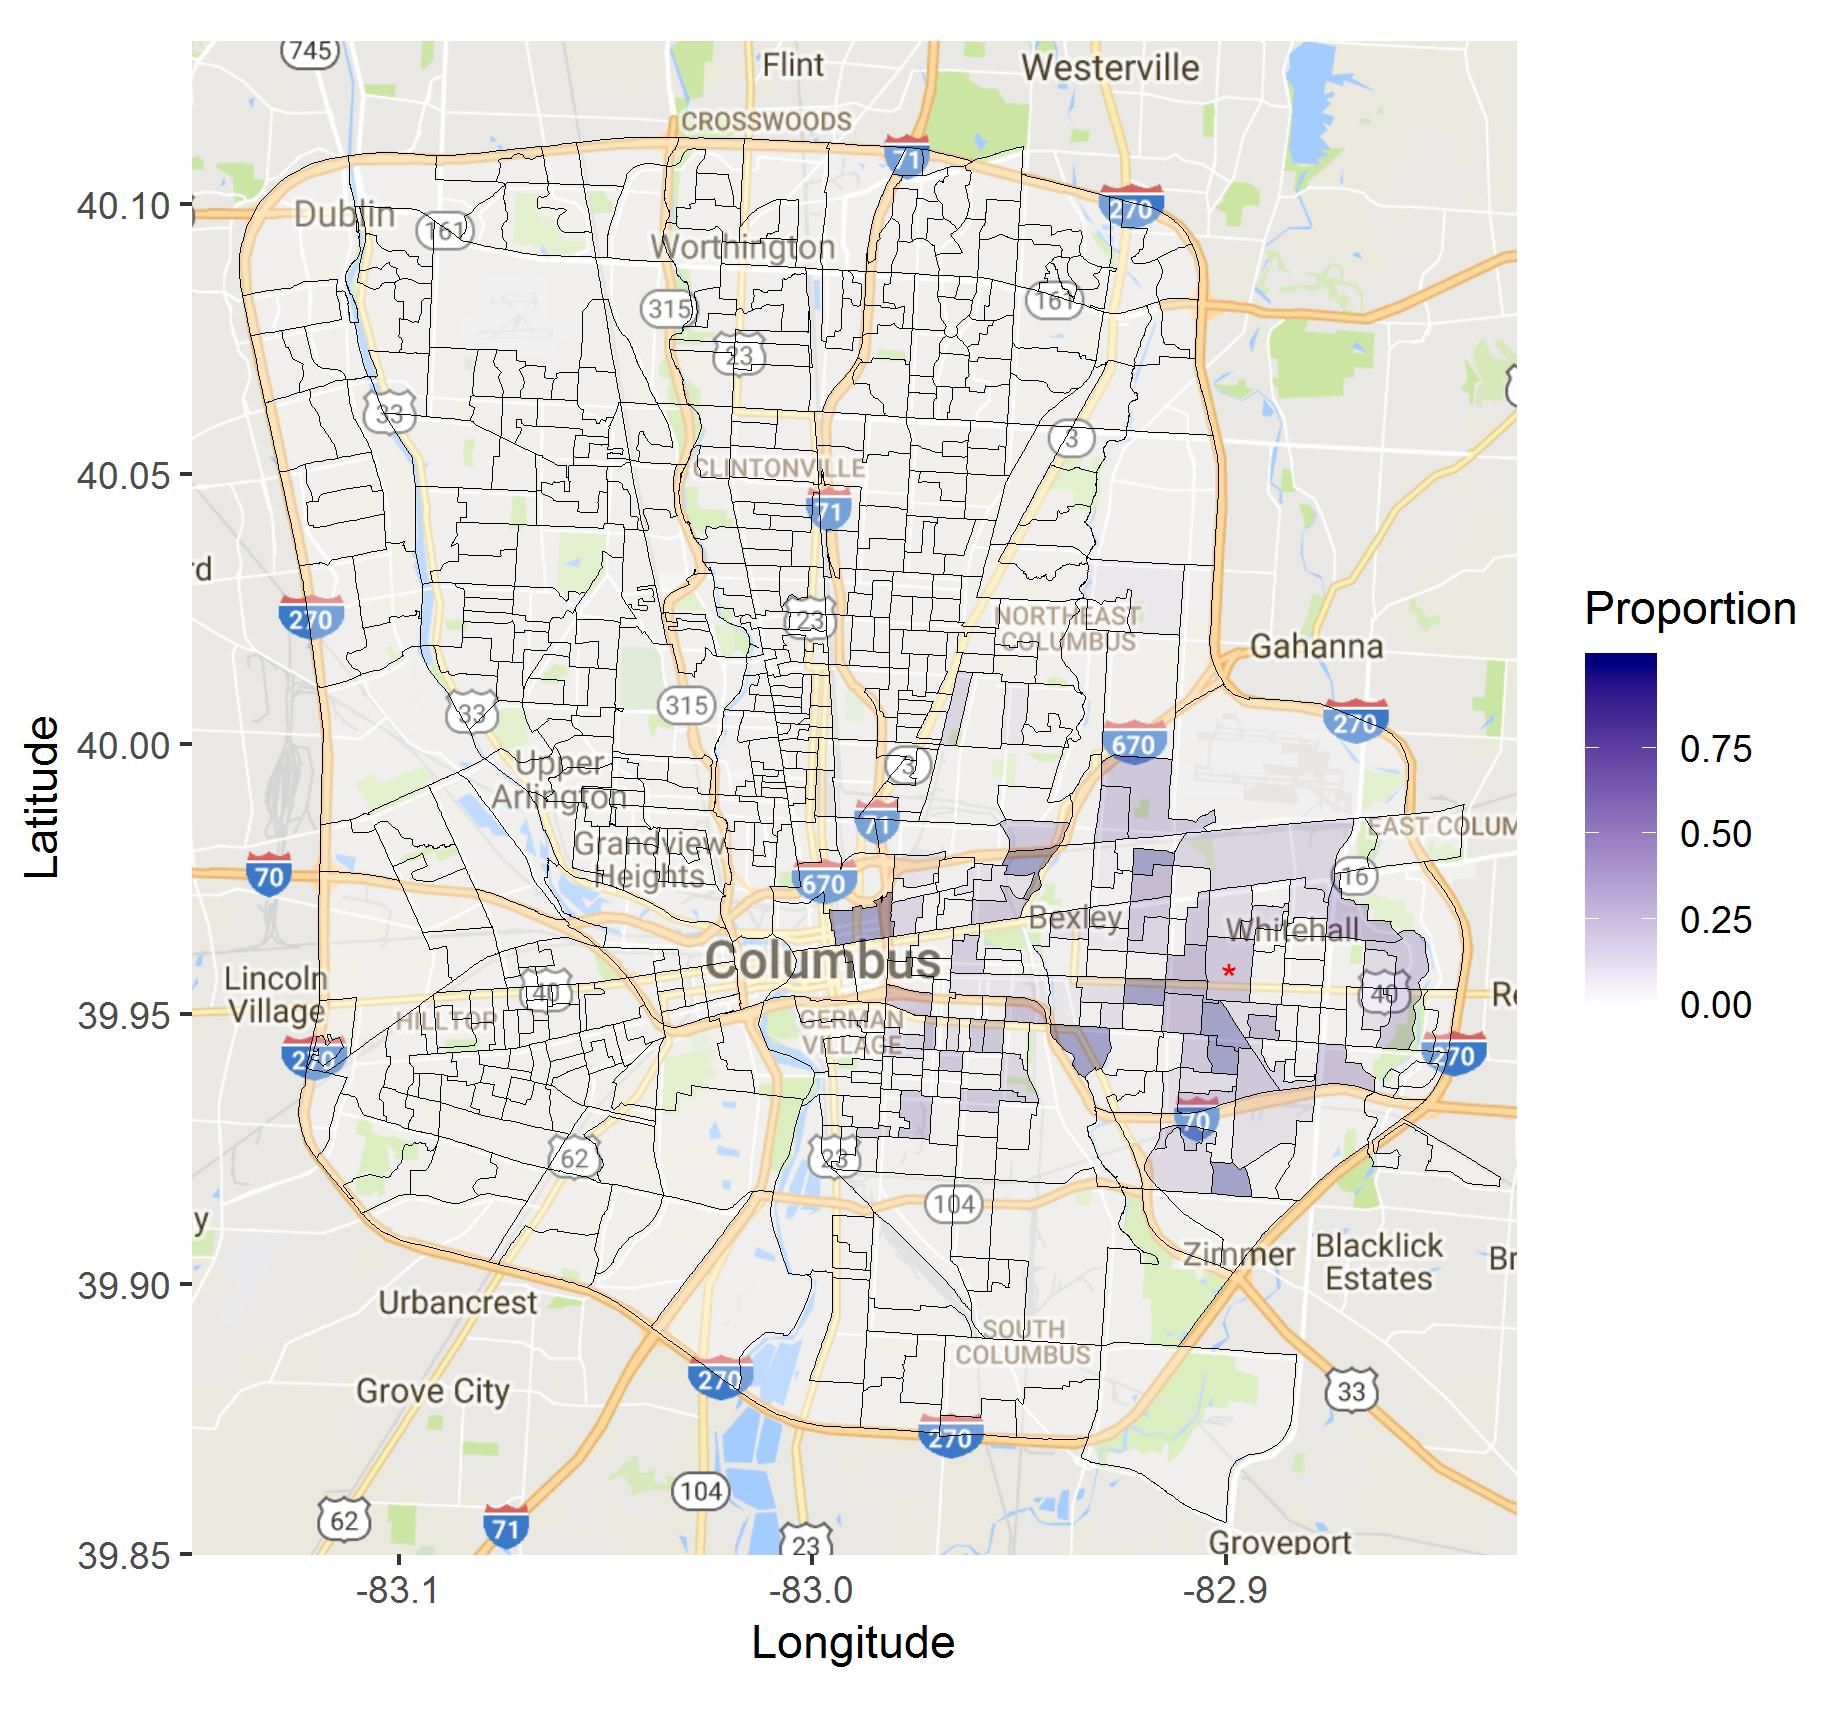 745
Flint
Westerville
CROSSWOODS
71
270
40.10
Dublin
161
Worthington
315
161
23
33
3
40.05
CLINTONVILLE
71
rd
270
23
NORTHEAST
COLUMBUS
Gahanna
Proportion
33
315
670
270
40.00
0.75
Upper
Arlington
3
71
EAST COLUM
0.50
Grandview
Heights
70
670
16
Bexley
Whitehall
*
0.25
Columbus
Lincoln
Village
40
40
Re
0.00
39.95
HILLTOP
GERMAN
VILLAGE
270
270
70
62
23
104
y
Zimmer
Blacklick
Estates
Br
39.90
Urbancrest
SOUTH
COLUMBUS
Grove City
270
33
270
104
62
71
23
Groveport
39.85
-83.1
-83.0
-82.9
Latitude
Longitude